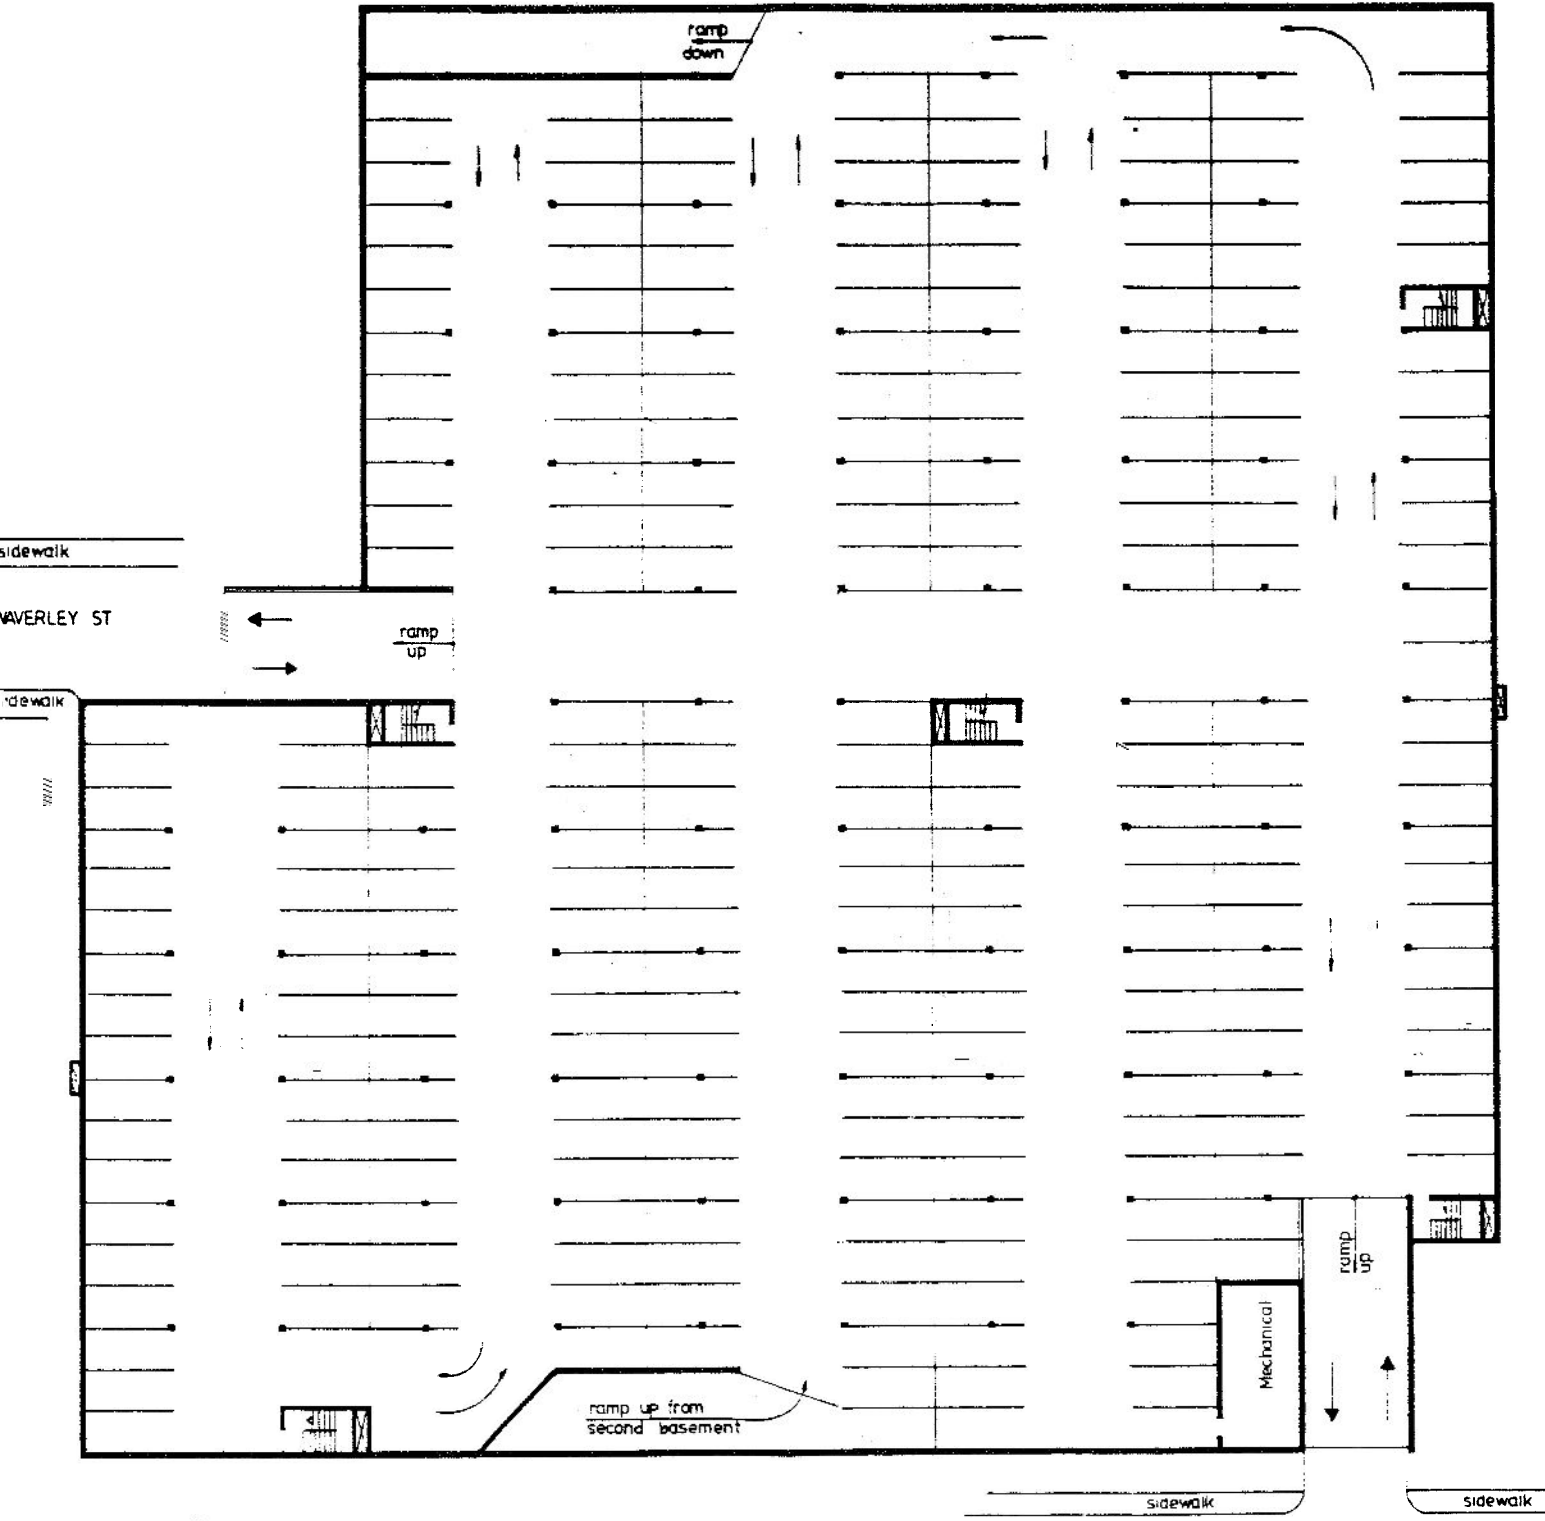 ramp
down
sidewalk
WAVERLEY ST
ramp
up
sidewalk
ramp
up
Mechanical
ramp up from
second basement
sidewalk
sidewalk